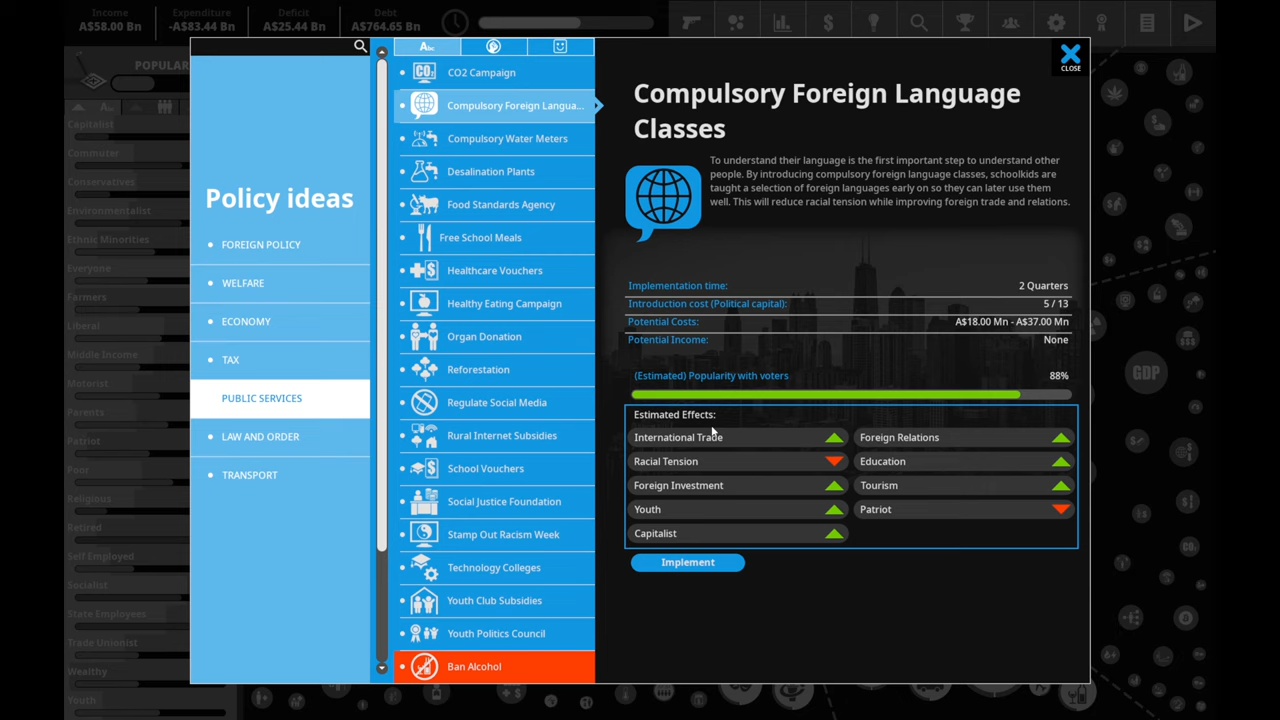 Income
Expenditure
Deficit
Debt
A$58.00 Bn
-A$83.44 Bn
A$25.44 Bn
A$764.65 Bn
POPULAR
Capitalist
Commuter
Conservatives
Environmentalist
Ethnic Minorities
Everyone
Farmers
Liberal
Middle Income
Motorist
Parents
Patriot
Poor
Religious
Retired
Self Employed
Socialist
State Employees
Trade Unionist
Wealthy
Youth
Policy ideas
FOREIGN POLICY
WELFARE
ECONOMY
TAX
PUBLIC SERVICES
LAW AND ORDER
TRANSPORT
Abc
CO2 Campaign
Compulsory Foreign Langua...
Compulsory Water Meters
Desalination Plants
Food Standards Agency
Free School Meals
Healthcare Vouchers
Healthy Eating Campaign
Organ Donation
Reforestation
Regulate Social Media
Rural Internet Subsidies
School Vouchers
Social Justice Foundation
Stamp Out Racism Week
Technology Colleges
Youth Club Subsidies
Youth Politics Council
Ban Alcohol
CLOSE
Compulsory Foreign Language
Classes
To understand their language is the first important step to understand other
people. By introducing compulsory foreign language classes, schoolkids are
taught a selection of foreign languages early on so they can later use them
well. This will reduce racial tension while improving foreign trade and relations.
Implementation time: 2 Quarters
Introduction cost (Political capital): 5 / 13
Potential Costs: A$18.00 Mn - A$37.00 Mn
Potential Income: None
(Estimated) Popularity with voters 88%
Estimated Effects:
International Trade
Foreign Relations
Racial Tension
Education
Foreign Investment
Tourism
Youth
Patriot
Capitalist
Implement
GDP